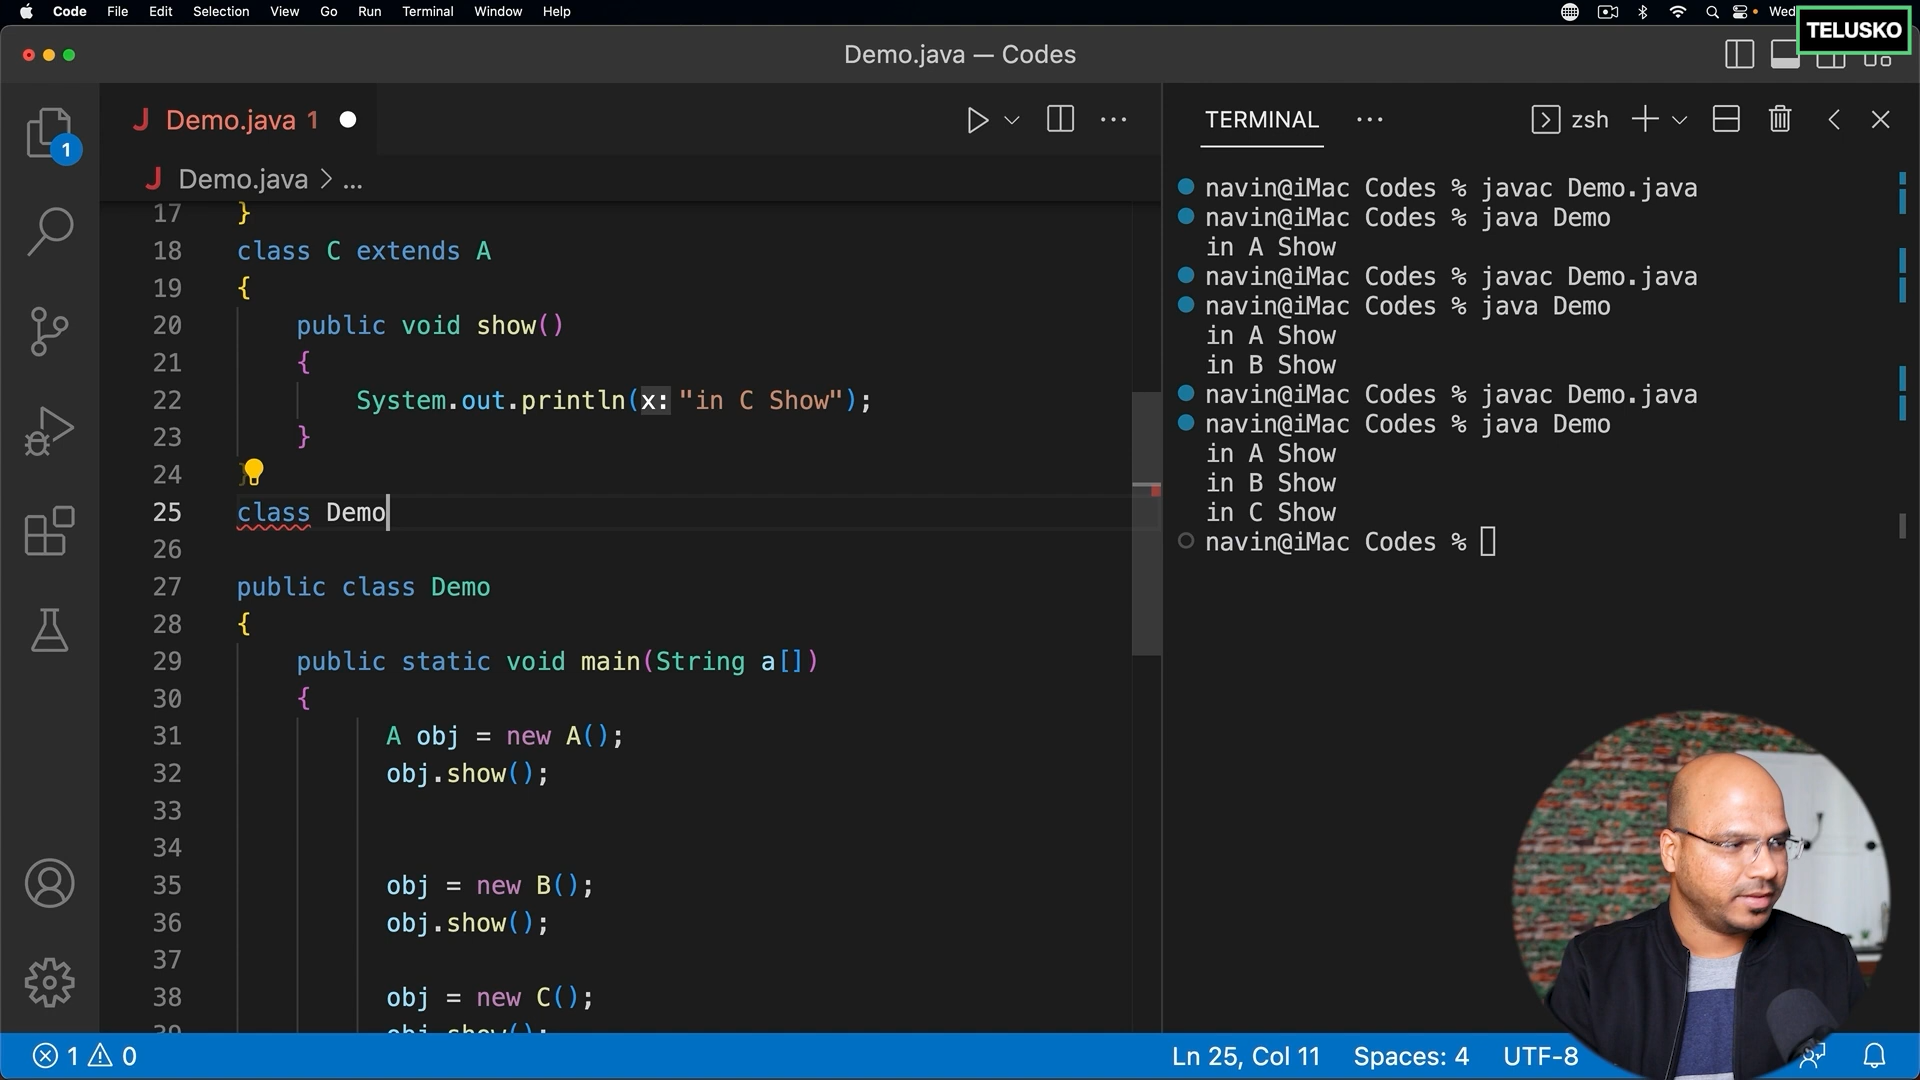 Code File Edit Selection View Go Run Terminal Window Help Wed
TELUSKO
Demo.java — Codes
Demo.java 1
Demo.java > ...
1
17 }
18 class C extends A
19 {
20 public void show()
21 {
22 System.out.println(x: "in C Show");
23 }
24 }
25 class Demo
26
27 public class Demo
28 {
29 public static void main(String a[])
30 {
31 A obj = new A();
32 obj.show();
33
34
35 obj = new B();
36 obj.show();
37
38 obj = new C();
39 obj.show();
TERMINAL ... zsh
navin@iMac Codes % javac Demo.java
navin@iMac Codes % java Demo
in A Show
navin@iMac Codes % javac Demo.java
navin@iMac Codes % java Demo
in A Show
in B Show
navin@iMac Codes % javac Demo.java
navin@iMac Codes % java Demo
in A Show
in B Show
in C Show
navin@iMac Codes %
1 0 Ln 25, Col 11 Spaces: 4 UTF-8